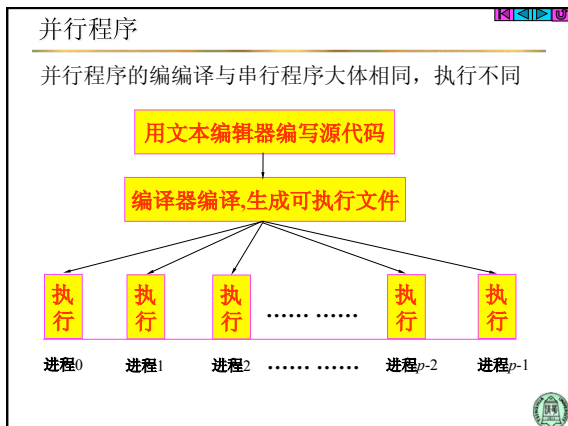 并行程序
并行程序的编编译与串行程序大体相同，执行不同
用文本编辑器编写源代码
编译器编译,生成可执行文件
执行 执行 执行 …… …… 执行 执行
进程0 进程1 进程2 …… …… 进程p-2 进程p-1